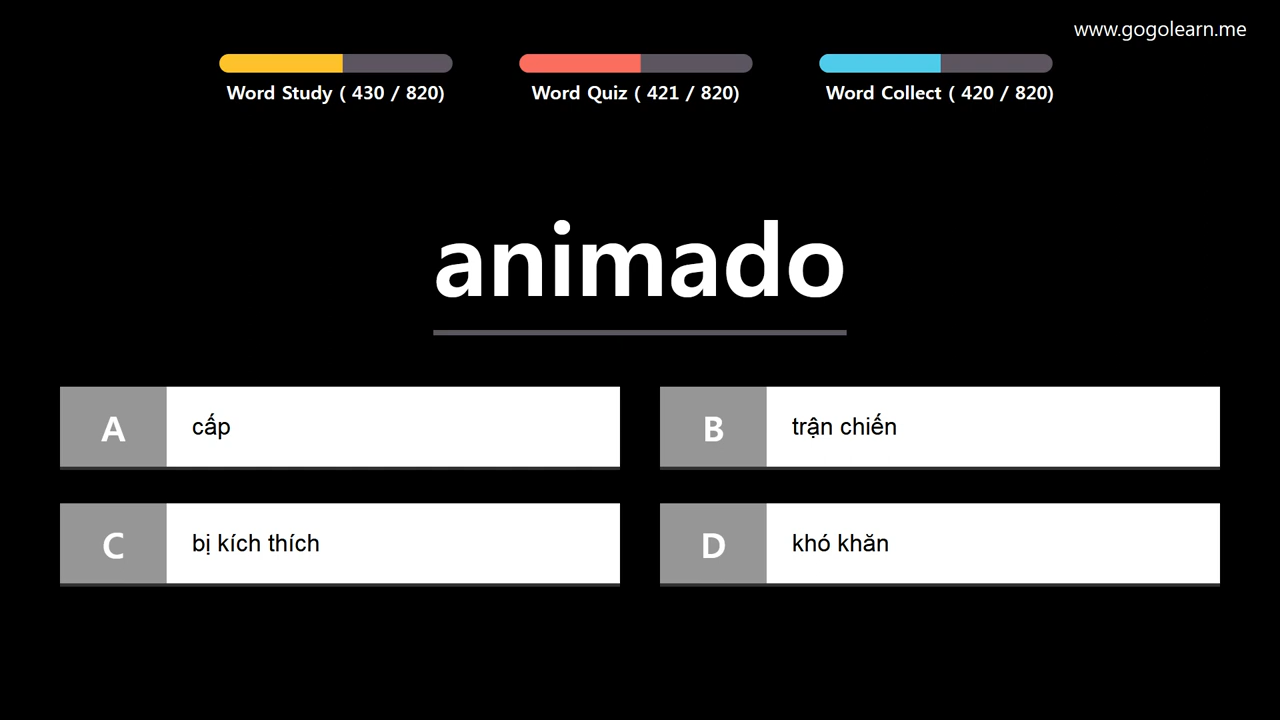 www.gogolearn.me
Word Study ( 430 / 820)
Word Quiz ( 421 / 820)
Word Collect ( 420 / 820)
animado
A
cấp
B
trận chiến
C
bị kích thích
D
khó khăn